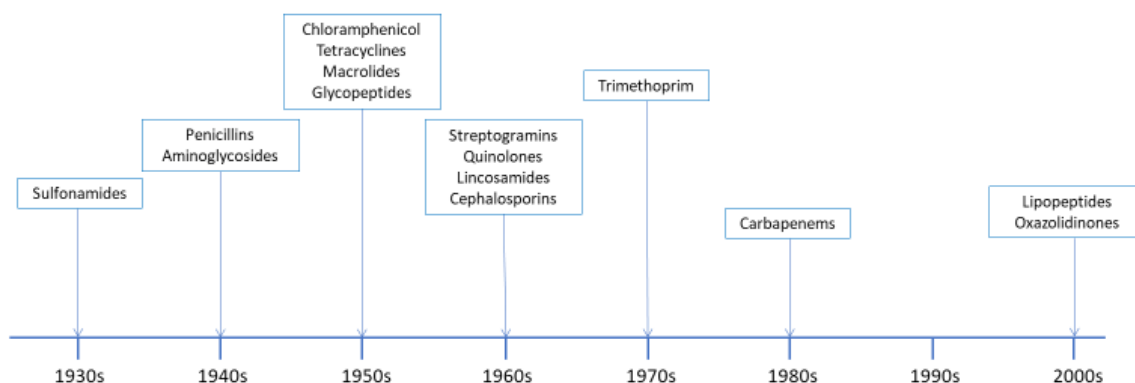 Chloramphenicol
Tetracyclines
Macrolides
Glycopeptides
Trimethoprim
Penicillins
Aminoglycosides
Streptogramins
Quinolones
Lincosamides
Cephalosporins
Sulfonamides
Carbapenems
Lipopeptides
Oxazolidinones
1930s
1940s
1950s
1960s
1970s
1980s
1990s
2000s